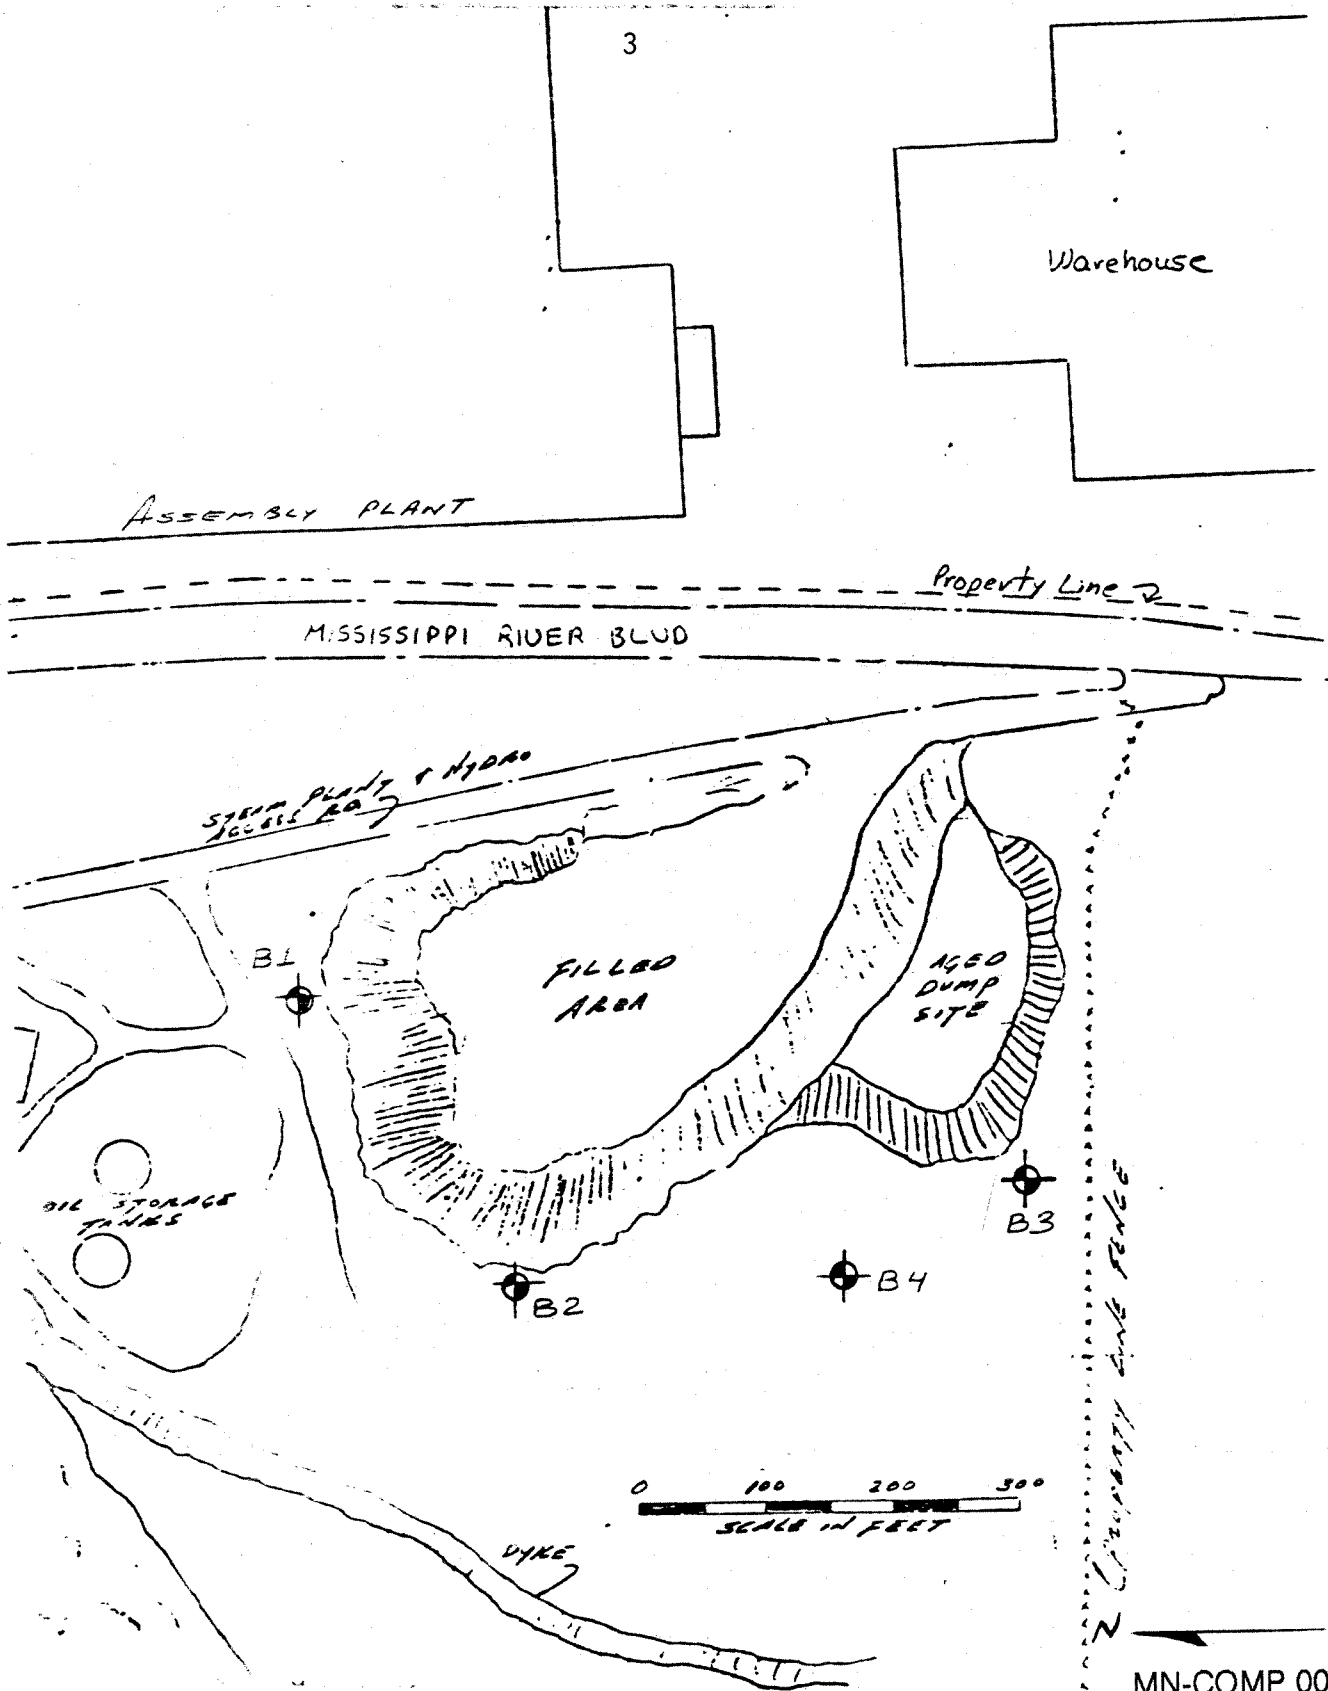 3
Warehouse
ASSEMBLY PLANT
Property Line
MISSISSIPPI RIVER BLVD
STEAM PLANT & HYDRO
ACCESS RD
B1
FILLED
AREA
AGED
DUMP
SITE
OIL STORAGE
TANKS
B3
B4
B2
PROPERTY LINE FENCE
0 100 200 300
SCALE IN FEET
DYKE
N
MN-COMP 00